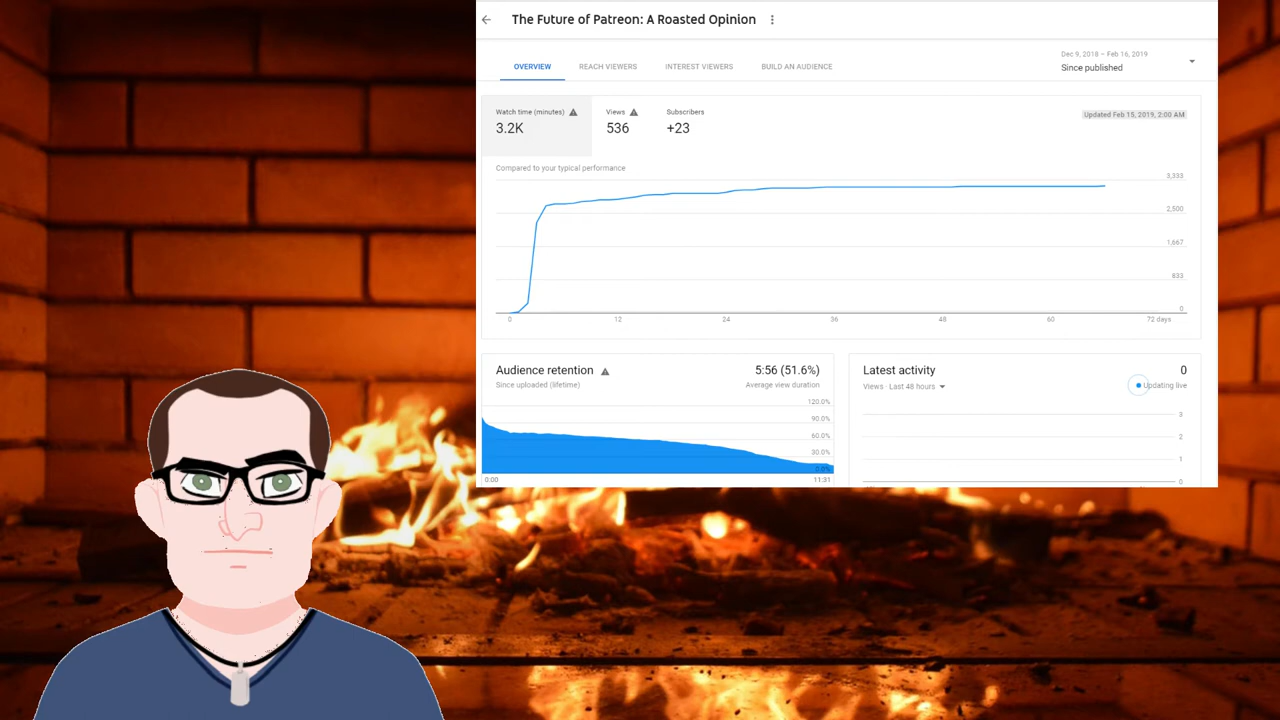 The Future of Patreon: A Roasted Opinion
OVERVIEW REACH VIEWERS INTEREST VIEWERS BUILD AN AUDIENCE
Dec 9, 2018 – Feb 16, 2019
Since published
Watch time (minutes) Views Subscribers
3.2K 536 +23
Updated Feb 15, 2019, 2:00 AM
Compared to your typical performance
3,333
2,500
1,667
833
0
0 12 24 36 48 60 72 days
Audience retention 5:56 (51.6%)
Since uploaded (lifetime) Average view duration
120.0%
90.0%
60.0%
30.0%
0.0%
0:00 11:31
Latest activity 0
Views · Last 48 hours Updating live
3
2
1
0